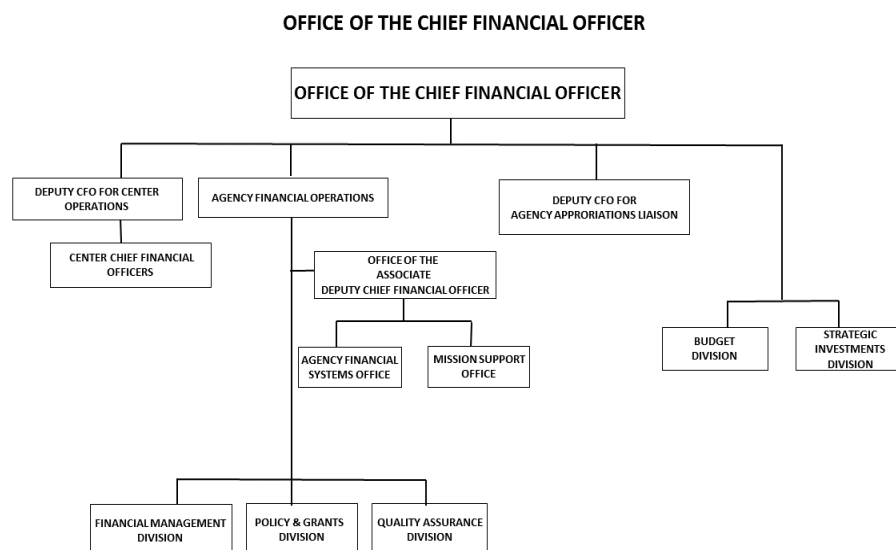 OFFICE OF THE CHIEF FINANCIAL OFFICER
OFFICE OF THE CHIEF FINANCIAL OFFICER
DEPUTY CFO FOR CENTER
OPERATIONS
AGENCY FINANCIAL OPERATIONS
DEPUTY CFO FOR
AGENCY APPRORIATIONS LIAISON
CENTER CHIEF FINANCIAL
OFFICERS
OFFICE OF THE
ASSOCIATE
DEPUTY CHIEF FINANCIAL OFFICER
AGENCY FINANCIAL
SYSTEMS OFFICE
MISSION SUPPORT
OFFICE
BUDGET
DIVISION
STRATEGIC
INVESTMENTS
DIVISION
FINANCIAL MANAGEMENT
DIVISION
POLICY & GRANTS
DIVISION
QUALITY ASSURANCE
DIVISION